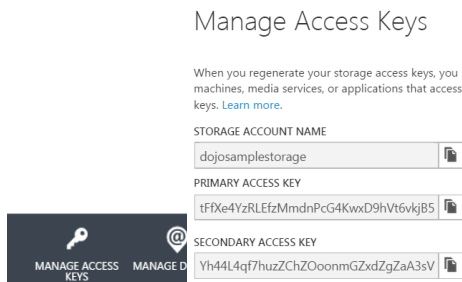 Manage Access Keys
When you regenerate your storage access keys, you
machines, media services, or applications that access
keys. Learn more.
STORAGE ACCOUNT NAME
dojosamplestorage
PRIMARY ACCESS KEY
tFfXe4YzRLEfzMmdnPcG4KwxD9hVt6vkjB5
SECONDARY ACCESS KEY
Yh44L4qf7huzZChZOoonmGZxdZgZaA3sV
MANAGE ACCESS KEYS
MANAGE D